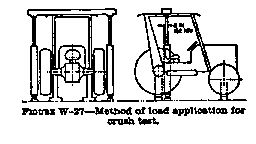 FIGURE W-27—Method of load application for
crush test.